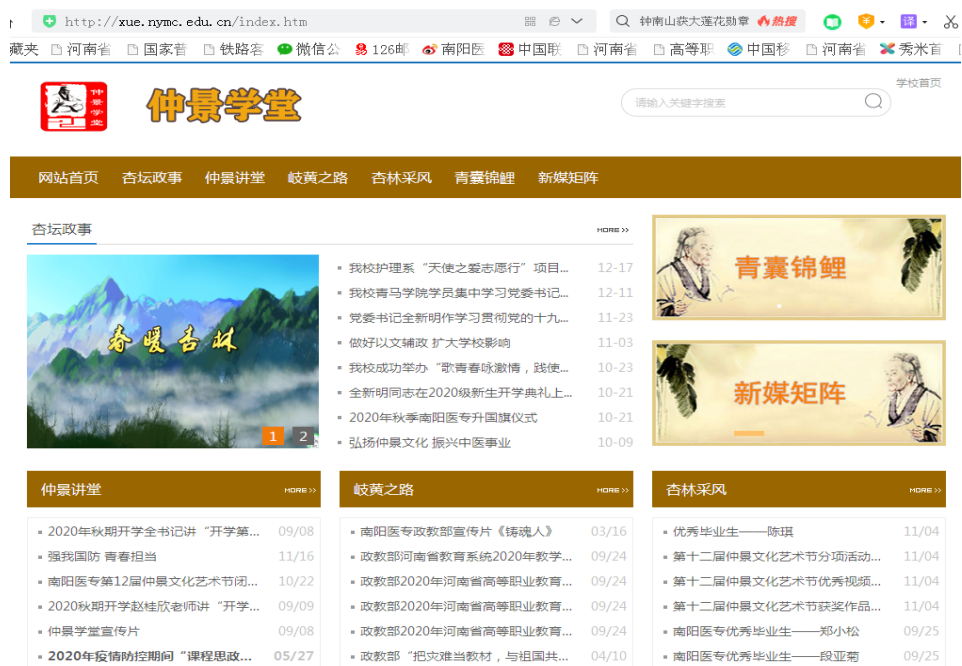 http://xue.nymc.edu.cn/index.htm
钟南山获大莲花勋章 热搜
译
藏夹 河南省 国家普 铁路客 微信公 126邮 南阳医 中国联 河南省 高等职 中国移 河南省 秀米首
学校首页
仲景学堂
仲景学堂
请输入关键字搜索
网站首页 杏坛政事 仲景讲堂 岐黄之路 杏林采风 青囊锦鲤 新媒矩阵
杏坛政事
MORE >>
春暖杏林
1 2
我校护理系“天使之爱志愿行”项目... 12-17
我校青马学院学员集中学习党委书记... 12-11
党委书记全新明作学习贯彻党的十九... 11-23
做好以文辅政 扩大学校影响 11-03
我校成功举办“歌青春咏激情，践使... 10-23
全新明同志在2020级新生开学典礼上... 10-21
2020年秋季南阳医专升国旗仪式 10-21
弘扬仲景文化 振兴中医事业 10-09
青囊锦鲤
新媒矩阵
仲景讲堂 MORE >>
2020年秋期开学全书记讲“开学第... 09/08
强我国防 青春担当 11/16
南阳医专第12届仲景文化艺术节闭... 10/22
2020秋期开学赵桂欣老师讲“开学... 09/09
仲景学堂宣传片 09/08
2020年疫情防控期间“课程思政... 05/27
岐黄之路 MORE >>
南阳医专政教部宣传片《铸魂人》 03/16
政教部河南省教育系统2020年教学... 09/24
政教部2020年河南省高等职业教育... 09/24
政教部2020年河南省高等职业教育... 09/24
政教部2020年河南省高等职业教育... 09/24
政教部“把灾难当教材，与祖国共... 04/10
杏林采风 MORE >>
优秀毕业生——陈琪 11/04
第十二届仲景文化艺术节分项活动... 11/04
第十二届仲景文化艺术节优秀视频... 11/04
第十二届仲景文化艺术节获奖作品... 11/04
南阳医专优秀毕业生——郑小松 09/25
南阳医专优秀毕业生——段亚菊 09/25